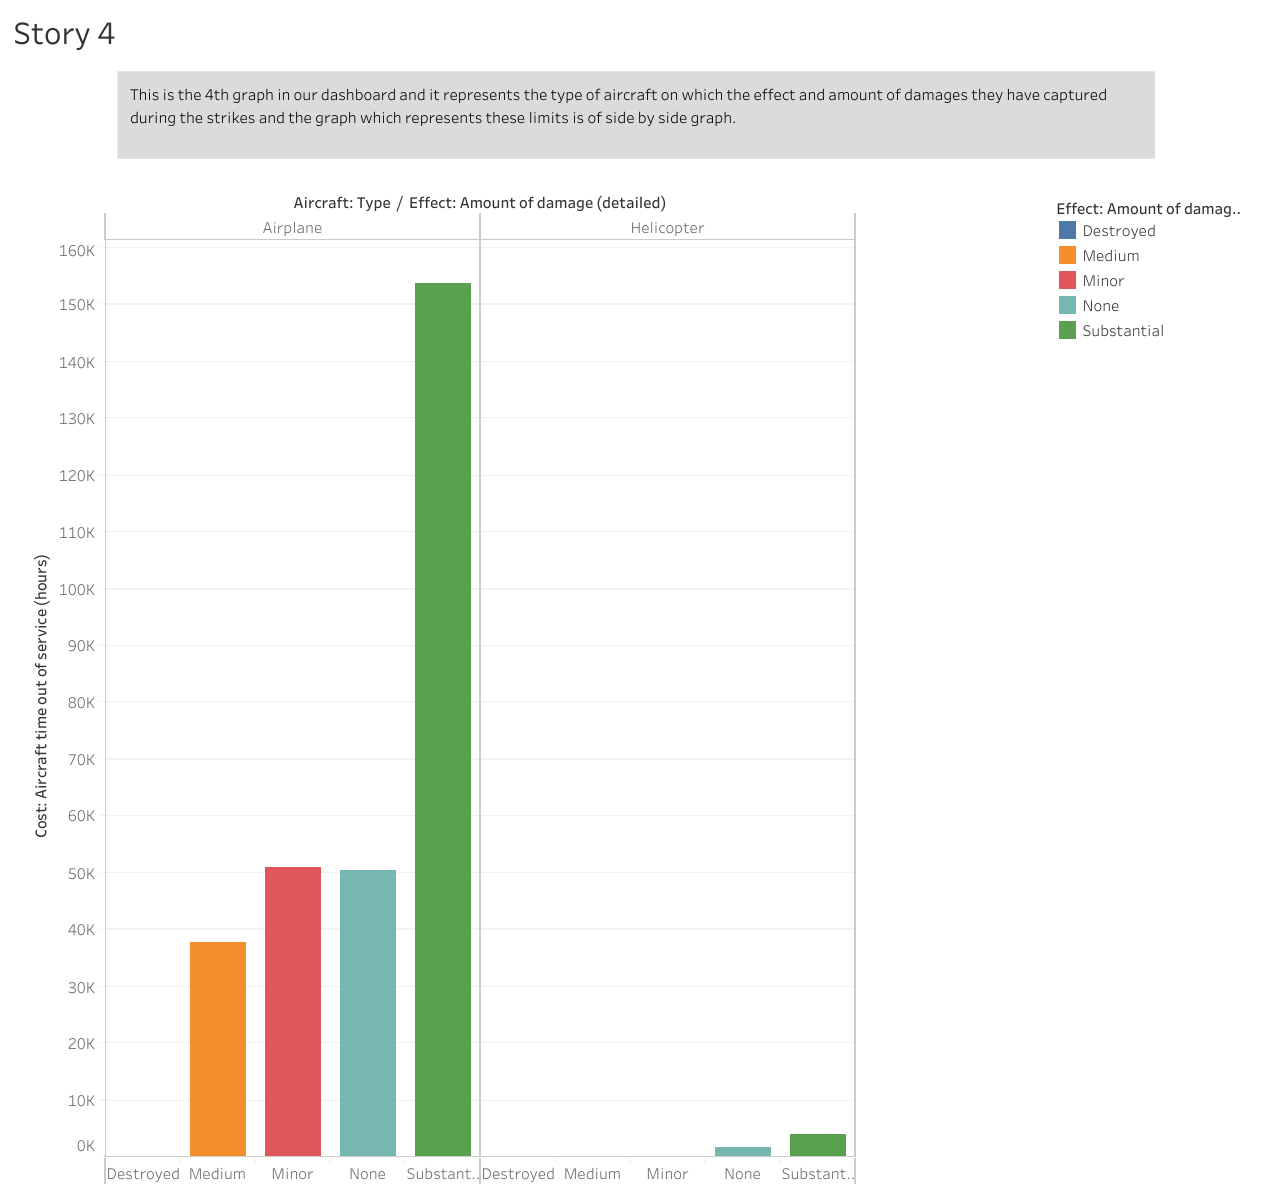 Story 4
This is the 4th graph in our dashboard and it represents the type of aircraft on which the effect and amount of damages they have captured
during the strikes and the graph which represents these limits is of side by side graph.
Aircraft: Type / Effect: Amount of damage (detailed)
Airplane
Helicopter
160K
150K
140K
130K
120K
110K
100K
90K
80K
70K
60K
50K
40K
30K
20K
10K
0K
Cost: Aircraft time out of service (hours)
Destroyed
Medium
Minor
None
Substant..
Destroyed
Medium
Minor
None
Substant..
Effect: Amount of damag..
Destroyed
Medium
Minor
None
Substantial